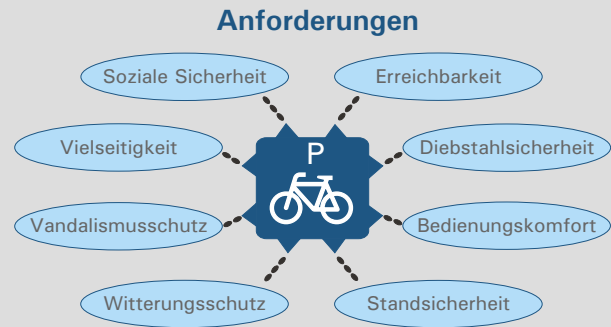 Anforderungen
Soziale Sicherheit
Erreichbarkeit
Vielseitigkeit
P
Diebstahlsicherheit
Vandalismusschutz
Bedienungskomfort
Witterungsschutz
Standsicherheit